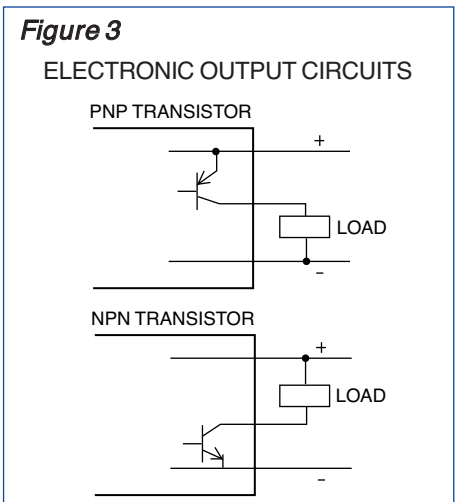 Figure 3
ELECTRONIC OUTPUT CIRCUITS
PNP TRANSISTOR
+
LOAD
–
NPN TRANSISTOR
+
LOAD
–